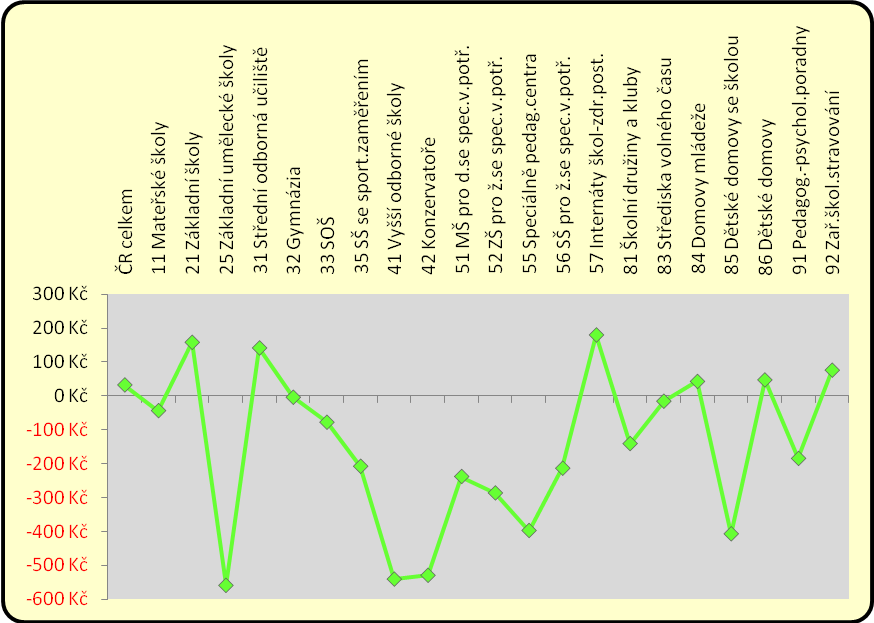 ČR celkem
11 Mateřské školy
21 Základní školy
25 Základní umělecké školy
31 Střední odborná učiliště
32 Gymnázia
33 SOŠ
35 SŠ se sport.zaměřením
41 Vyšší odborné školy
42 Konzervatoře
51 MŠ pro d.se spec.v.potř.
52 ZŠ pro ž.se spec.v.potř.
55 Speciálně pedag.centra
56 SŠ pro ž.se spec.v.potř.
57 Internáty škol-zdr.post.
81 Školní družiny a kluby
83 Střediska volného času
84 Domovy mládeže
85 Dětské domovy se školou
86 Dětské domovy
91 Pedagog.-psychol.poradny
92 Zař.škol.stravování
300 Kč
200 Kč
100 Kč
0 Kč
-100 Kč
-200 Kč
-300 Kč
-400 Kč
-500 Kč
-600 Kč